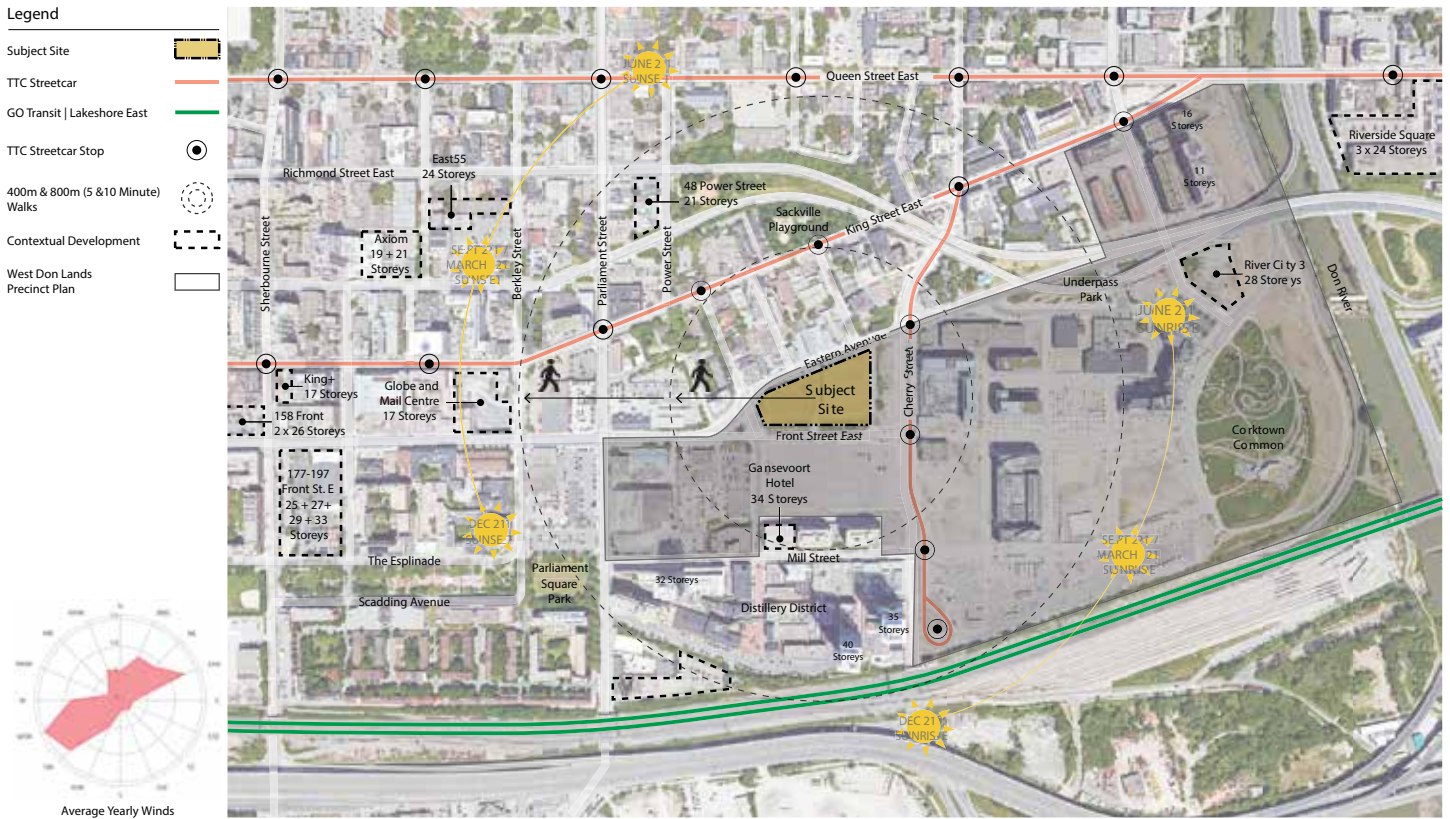 Legend
Subject Site
TTC Streetcar
GO Transit | Lakeshore East
TTC Streetcar Stop
400m & 800m (5 &10 Minute)
Walks
Contextual Development
West Don Lands
Precinct Plan
Average Yearly Winds
JUNE 21
SUNSET
Queen Street East
16
Storeys
11
Storeys
Riverside Square
3 x 24 Storeys
East55
24 Storeys
Richmond Street East
48 Power Street
21 Storeys
Sackville
Playground
King Street East
Axiom
19 + 21
Storeys
SEPT 21 /
MARCH 21
SUNSET
Sherbourne Street
Berkley Street
Parliament Street
Power Street
Underpass
Park
River City 3
28 Storeys
Don River
JUNE 21
SUNRISE
Eastern Avenue
Cherry Street
Subject
Site
Front Street East
King+
17 Storeys
Globe and
Mail Centre
17 Storeys
158 Front
2 x 26 Storeys
177-197
Front St. E
25 + 27+
29 + 33
Storeys
Gansevoort
Hotel
34 Storeys
Corktown
Common
DEC 21
SUNSET
Mill Street
SEPT 21 /
MARCH 21
SUNRISE
The Esplinade
Parliament
Square
Park
32 Storeys
Scadding Avenue
Distillery District
35
Storeys
40
Storeys
DEC 21
SUNRISE